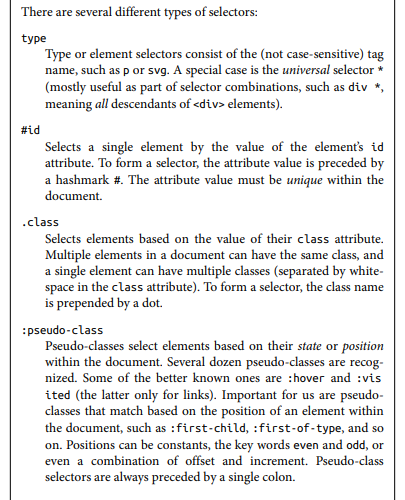 There are several different types of selectors:
type
Type or element selectors consist of the (not case-sensitive) tag
name, such as p or svg. A special case is the universal selector *
(mostly useful as part of selector combinations, such as div *,
meaning all descendants of <div> elements).
#id
Selects a single element by the value of the element's id
attribute. To form a selector, the attribute value is preceded by
a hashmark #. The attribute value must be unique within the
document.
.class
Selects elements based on the value of their class attribute.
Multiple elements in a document can have the same class, and
a single element can have multiple classes (separated by white-
space in the class attribute). To form a selector, the class name
is prepended by a dot.
:pseudo-class
Pseudo-classes select elements based on their state or position
within the document. Several dozen pseudo-classes are recog-
nized. Some of the better known ones are :hover and :vis
ited (the latter only for links). Important for us are pseudo-
classes that match based on the position of an element within
the document, such as :first-child, :first-of-type, and so
on. Positions can be constants, the key words even and odd, or
even a combination of offset and increment. Pseudo-class
selectors are always preceded by a single colon.